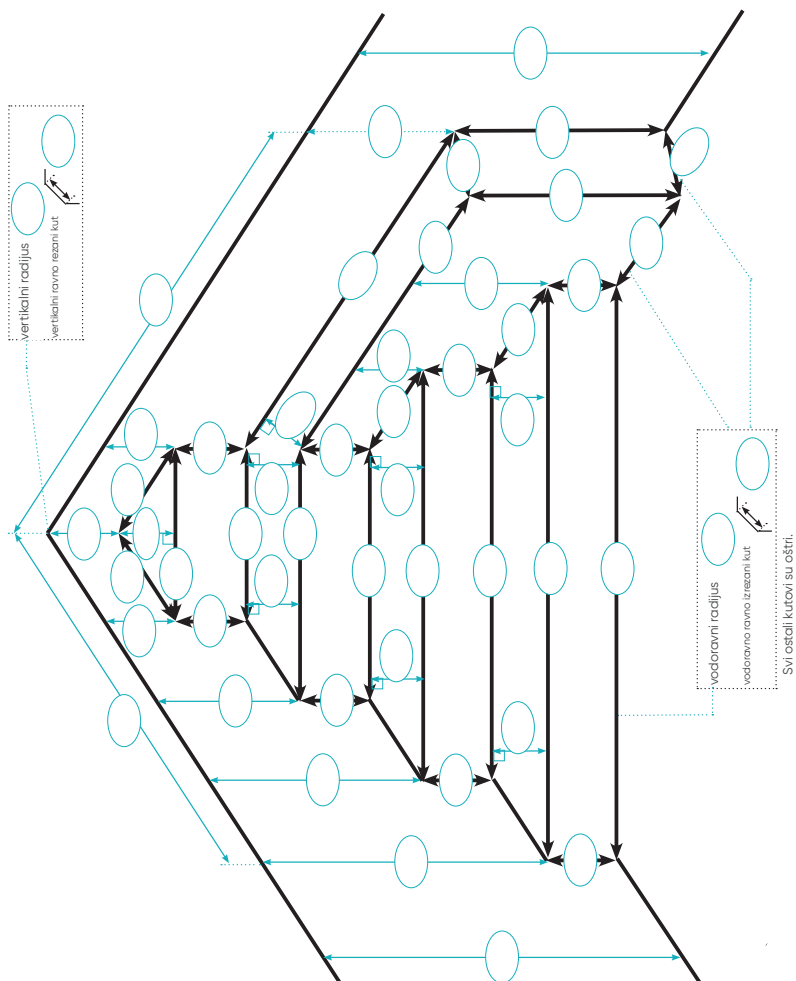 vertikalni radijus
vertikalni ravno rezani kut
vodoravni radijus
vodoravno ravno izrezani kut
Svi ostali kutovi su oštri.